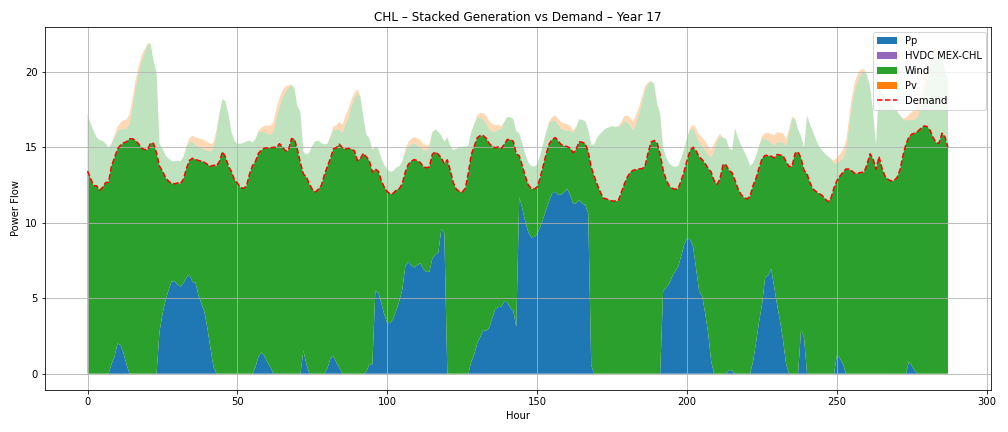 CHL – Stacked Generation vs Demand – Year 17
Power Flow
20
15
10
5
0
0 50 100 150 200 250 300
Hour
Pp
HVDC MEX-CHL
Wind
Pv
Demand